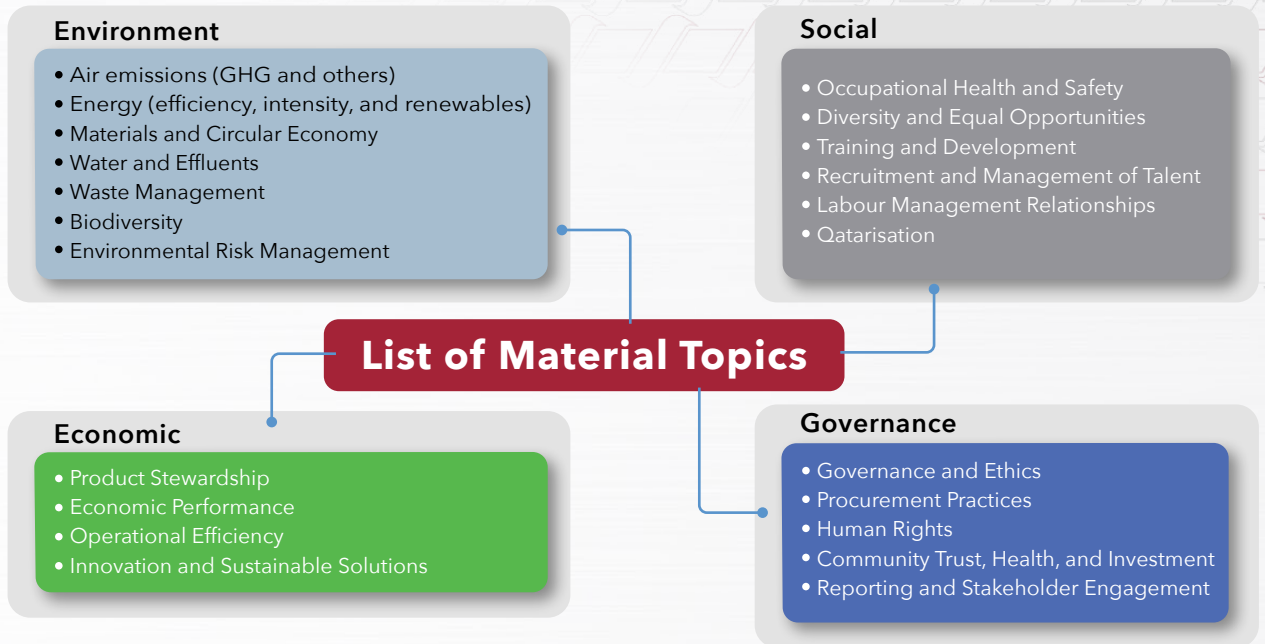 Environment
• Air emissions (GHG and others)
• Energy (efficiency, intensity, and renewables)
• Materials and Circular Economy
• Water and Effluents
• Waste Management
• Biodiversity
• Environmental Risk Management
Social
• Occupational Health and Safety
• Diversity and Equal Opportunities
• Training and Development
• Recruitment and Management of Talent
• Labour Management Relationships
• Qatarisation
List of Material Topics
Economic
• Product Stewardship
• Economic Performance
• Operational Efficiency
• Innovation and Sustainable Solutions
Governance
• Governance and Ethics
• Procurement Practices
• Human Rights
• Community Trust, Health, and Investment
• Reporting and Stakeholder Engagement